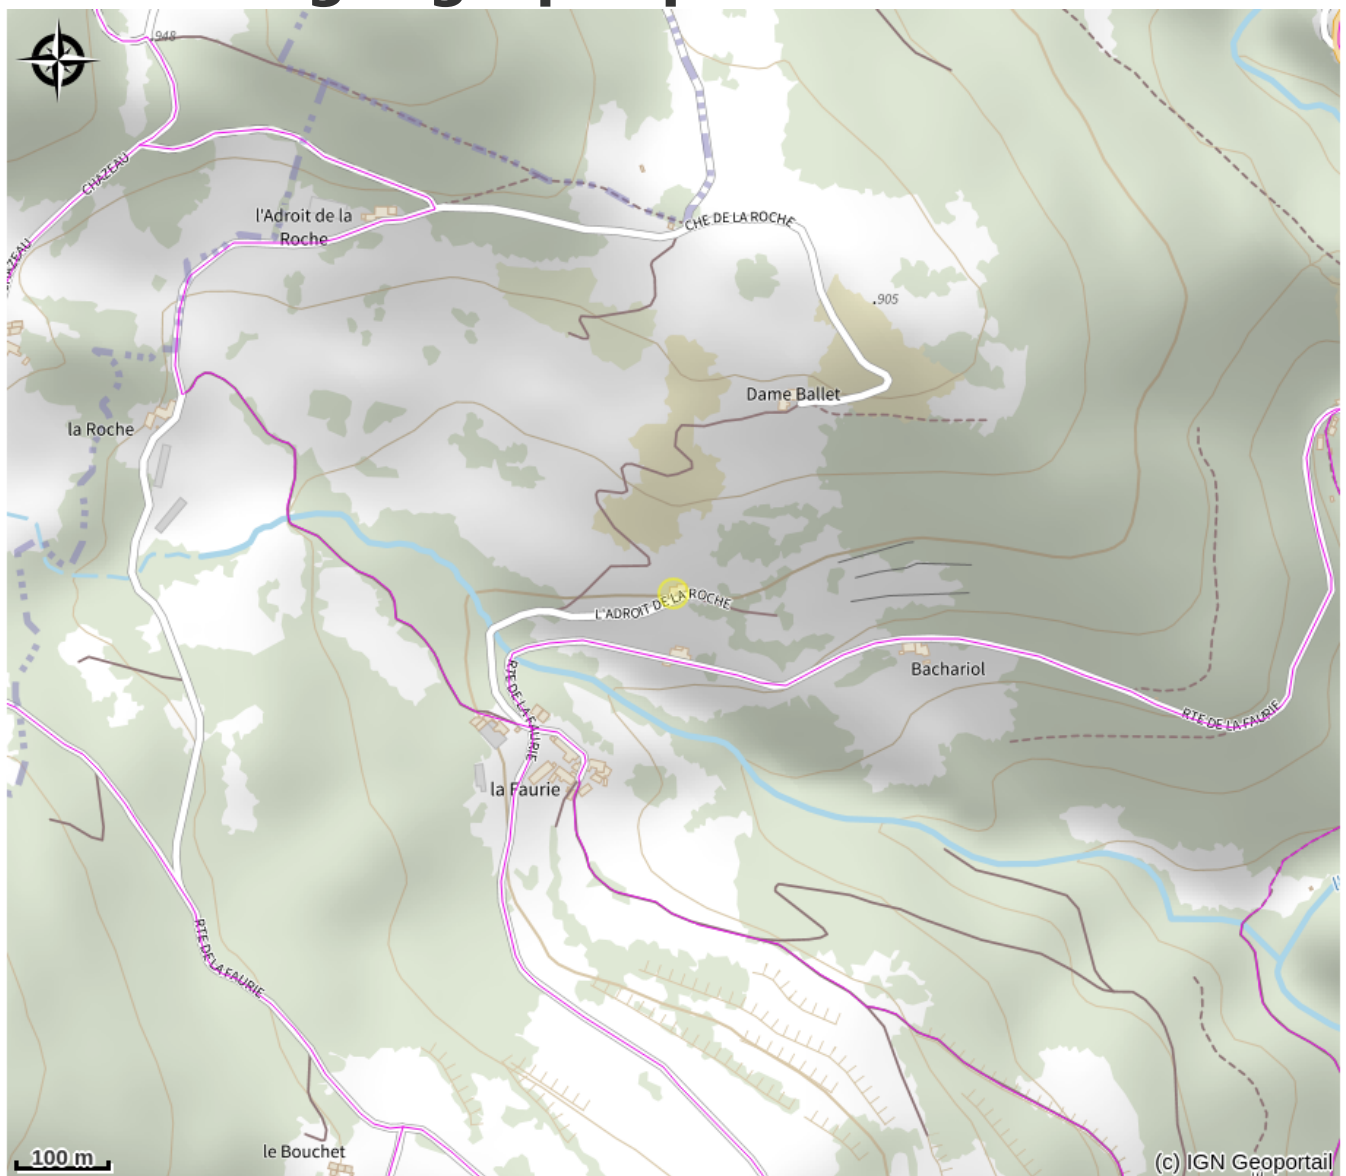 948
CHAZEAU
l'Adroit de la
Roche
CHE DE LA ROCHE
905
Dame Ballet
la Roche
L'ADROIT DE LA ROCHE
Bachariol
RTE DE LA FAURIE
RTE DE LA FAURIE
la Faurie
RTE DE LA FAURIE
le Bouchet
100 m
(c) IGN Geoportail